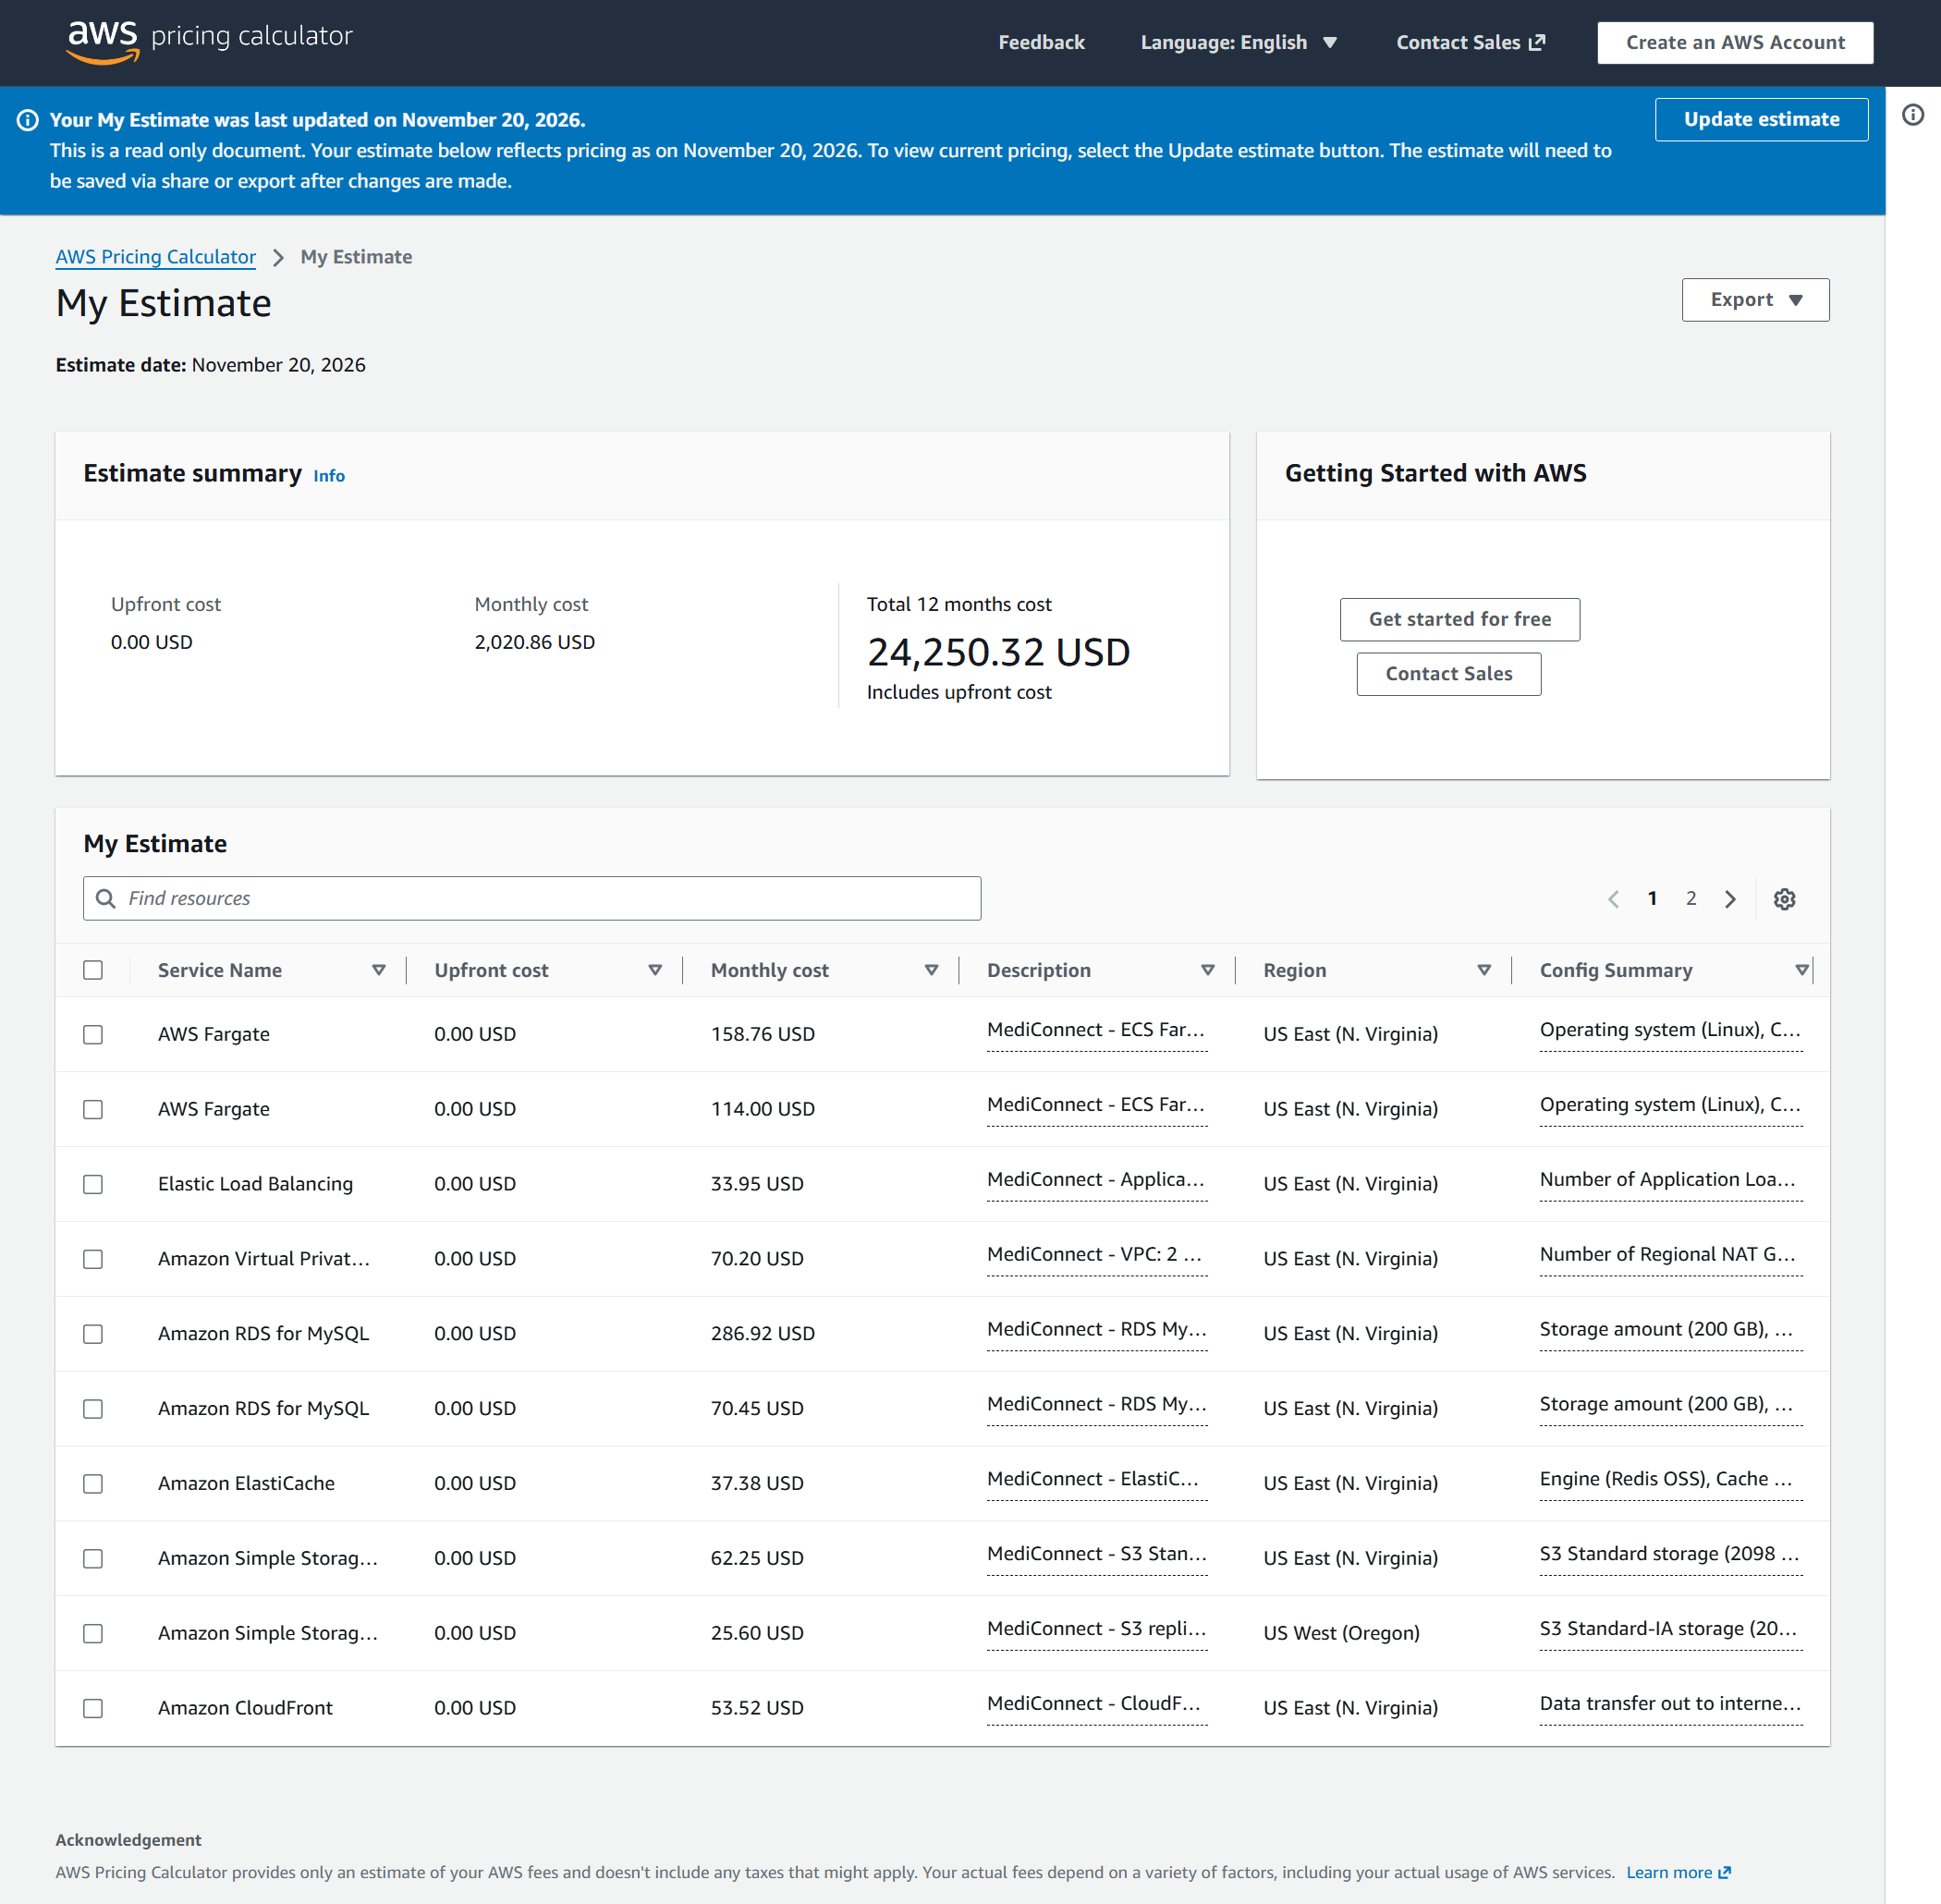 aws pricing calculator
Feedback
Language: English
Contact Sales
Create an AWS Account
Your My Estimate was last updated on November 20, 2026.
This is a read only document. Your estimate below reflects pricing as on November 20, 2026. To view current pricing, select the Update estimate button. The estimate will need to
be saved via share or export after changes are made.
Update estimate
AWS Pricing Calculator > My Estimate
My Estimate
Export
Estimate date: November 20, 2026
Estimate summary Info
Upfront cost
0.00 USD
Monthly cost
2,020.86 USD
Total 12 months cost
24,250.32 USD
Includes upfront cost
Getting Started with AWS
Get started for free
Contact Sales
My Estimate
Find resources
1 2
Service Name Upfront cost Monthly cost Description Region Config Summary
AWS Fargate 0.00 USD 158.76 USD MediConnect - ECS Far... US East (N. Virginia) Operating system (Linux), C...
AWS Fargate 0.00 USD 114.00 USD MediConnect - ECS Far... US East (N. Virginia) Operating system (Linux), C...
Elastic Load Balancing 0.00 USD 33.95 USD MediConnect - Applica... US East (N. Virginia) Number of Application Loa...
Amazon Virtual Privat... 0.00 USD 70.20 USD MediConnect - VPC: 2 ... US East (N. Virginia) Number of Regional NAT G...
Amazon RDS for MySQL 0.00 USD 286.92 USD MediConnect - RDS My... US East (N. Virginia) Storage amount (200 GB), ...
Amazon RDS for MySQL 0.00 USD 70.45 USD MediConnect - RDS My... US East (N. Virginia) Storage amount (200 GB), ...
Amazon ElastiCache 0.00 USD 37.38 USD MediConnect - ElastiC... US East (N. Virginia) Engine (Redis OSS), Cache ...
Amazon Simple Storag... 0.00 USD 62.25 USD MediConnect - S3 Stan... US East (N. Virginia) S3 Standard storage (2098 ...
Amazon Simple Storag... 0.00 USD 25.60 USD MediConnect - S3 repli... US West (Oregon) S3 Standard-IA storage (20...
Amazon CloudFront 0.00 USD 53.52 USD MediConnect - CloudF... US East (N. Virginia) Data transfer out to interne...
Acknowledgement
AWS Pricing Calculator provides only an estimate of your AWS fees and doesn't include any taxes that might apply. Your actual fees depend on a variety of factors, including your actual usage of AWS services. Learn more